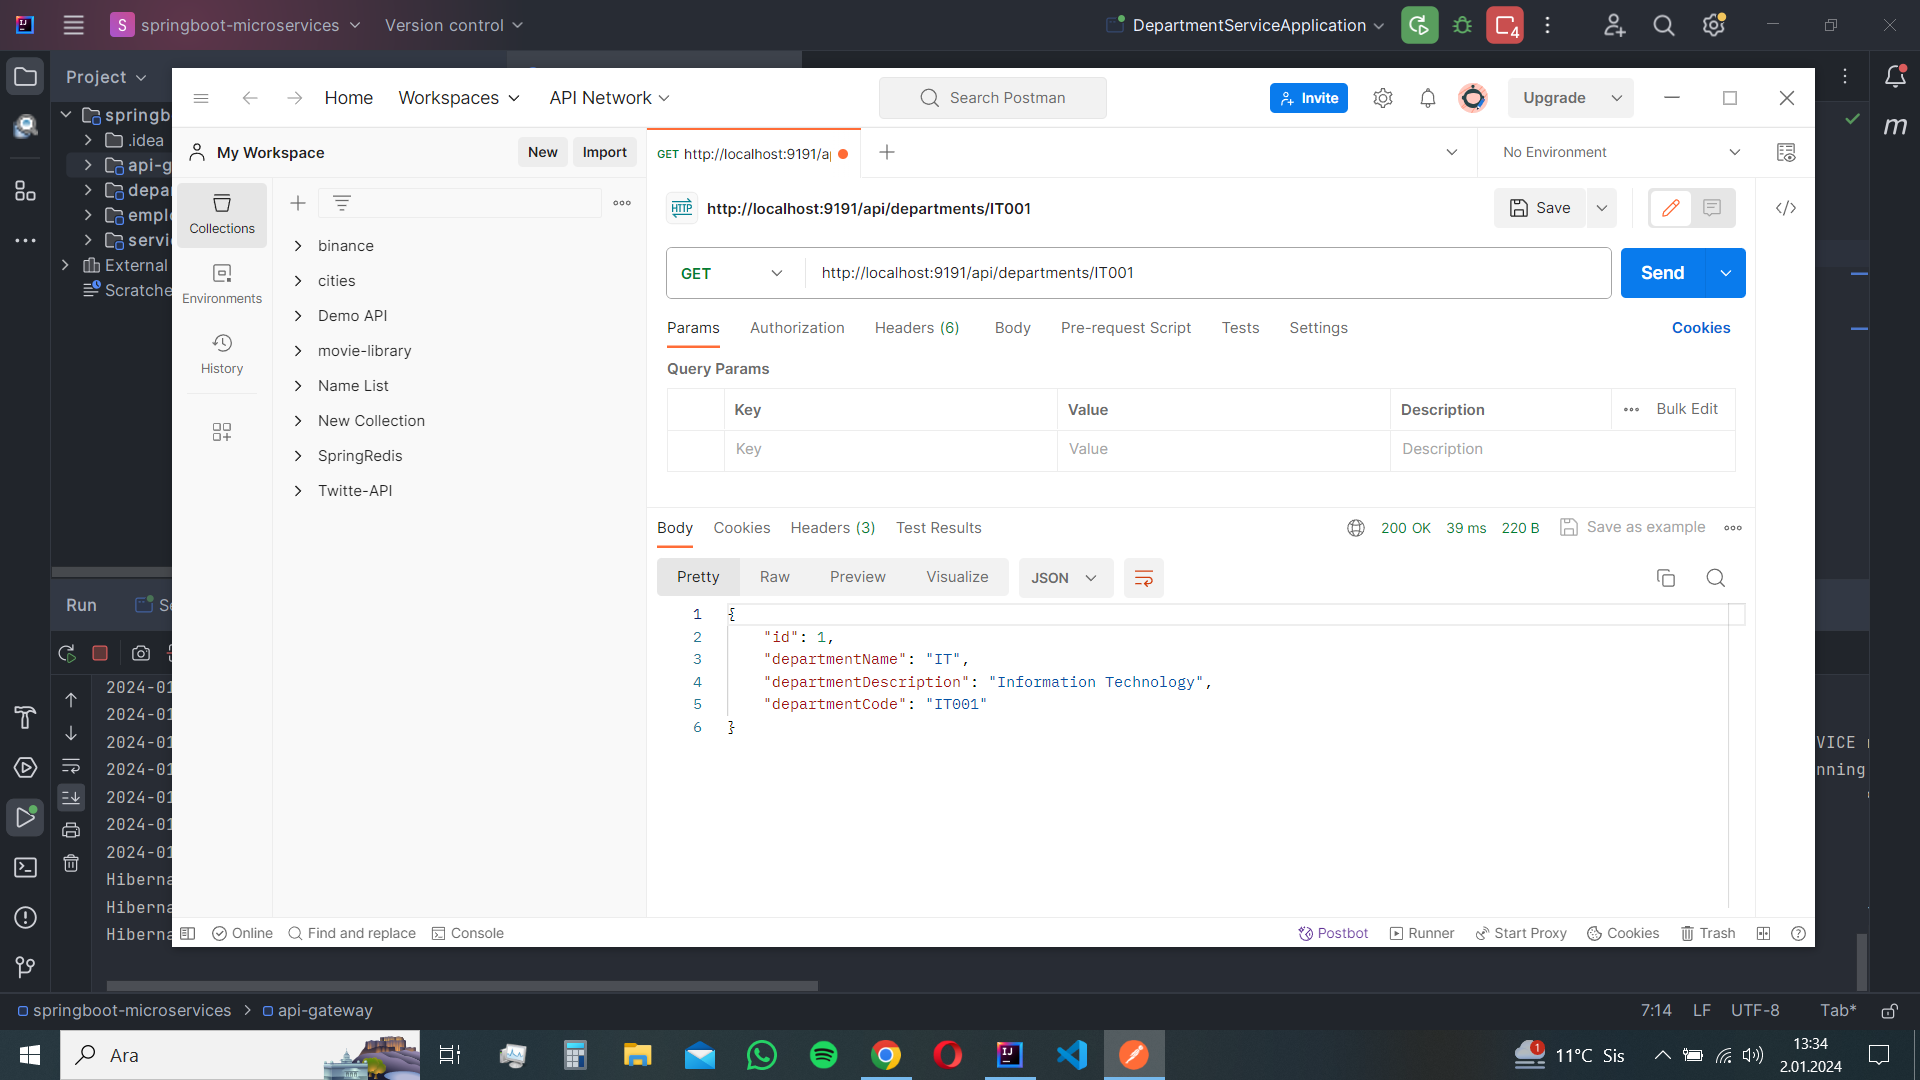 S springboot-microservices Version control DepartmentServiceApplication 4
Project
springb
.idea
api-g
depa
empl
servi
External
Scratche
Home Workspaces API Network Search Postman Invite Upgrade
My Workspace New Import
GET http://localhost:9191/a No Environment
Collections
Environments
History
binance
cities
Demo API
movie-library
Name List
New Collection
SpringRedis
Twitte-API
HTTP http://localhost:9191/api/departments/IT001 Save
GET http://localhost:9191/api/departments/IT001 Send
Params Authorization Headers (6) Body Pre-request Script Tests Settings Cookies
Query Params
Key Value Description Bulk Edit
Key Value Description
Body Cookies Headers (3) Test Results 200 OK 39 ms 220 B Save as example
Pretty Raw Preview Visualize JSON
1 {
2 "id": 1,
3 "departmentName": "IT",
4 "departmentDescription": "Information Technology",
5 "departmentCode": "IT001"
6 }
Run Se
2024-01
2024-01
2024-01 VICE
2024-01 nning
2024-01
2024-01
2024-01
Hiberna
Hiberna
Hiberna
Online Find and replace Console Postbot Runner Start Proxy Cookies Trash
springboot-microservices > api-gateway 7:14 LF UTF-8 Tab*
Ara 1 11°C Sis 13:34
2.01.2024